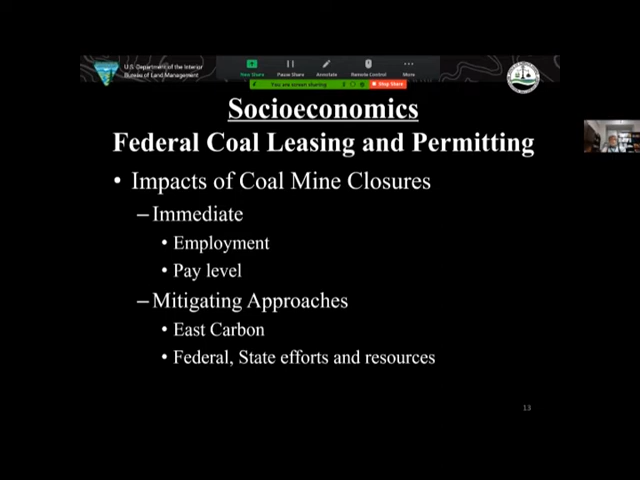 U.S. Department of the Interior
Bureau of Land Management
New Share
Pause Share
Annotate
Remote Control
More
You are screen sharing
Stop Share
Socioeconomics
Federal Coal Leasing and Permitting
• Impacts of Coal Mine Closures
– Immediate
• Employment
• Pay level
– Mitigating Approaches
• East Carbon
• Federal, State efforts and resources
13